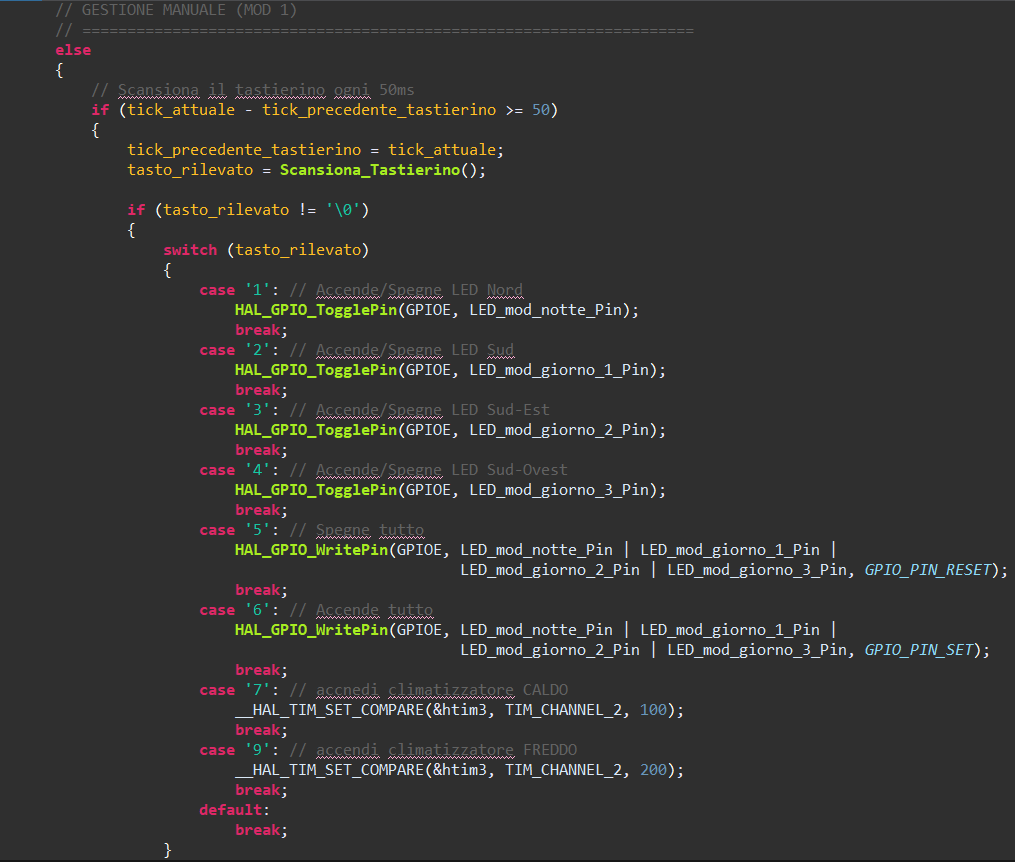 // GESTIONE MANUALE (MOD 1)
// ====================================================================
else
{
// Scansiona il tastierino ogni 50ms
if (tick_attuale - tick_precedente_tastierino >= 50)
{
tick_precedente_tastierino = tick_attuale;
tasto_rilevato = Scansiona_Tastierino();
if (tasto_rilevato != '\0')
{
switch (tasto_rilevato)
{
case '1': // Accende/Spegne LED Nord
HAL_GPIO_TogglePin(GPIOE, LED_mod_notte_Pin);
break;
case '2': // Accende/Spegne LED Sud
HAL_GPIO_TogglePin(GPIOE, LED_mod_giorno_1_Pin);
break;
case '3': // Accende/Spegne LED Sud-Est
HAL_GPIO_TogglePin(GPIOE, LED_mod_giorno_2_Pin);
break;
case '4': // Accende/Spegne LED Sud-Ovest
HAL_GPIO_TogglePin(GPIOE, LED_mod_giorno_3_Pin);
break;
case '5': // Spegne tutto
HAL_GPIO_WritePin(GPIOE, LED_mod_notte_Pin | LED_mod_giorno_1_Pin |
LED_mod_giorno_2_Pin | LED_mod_giorno_3_Pin, GPIO_PIN_RESET);
break;
case '6': // Accende tutto
HAL_GPIO_WritePin(GPIOE, LED_mod_notte_Pin | LED_mod_giorno_1_Pin |
LED_mod_giorno_2_Pin | LED_mod_giorno_3_Pin, GPIO_PIN_SET);
break;
case '7': // accnedi climatizzatore CALDO
__HAL_TIM_SET_COMPARE(&htim3, TIM_CHANNEL_2, 100);
break;
case '9': // accendi climatizzatore FREDDO
__HAL_TIM_SET_COMPARE(&htim3, TIM_CHANNEL_2, 200);
break;
default:
break;
}